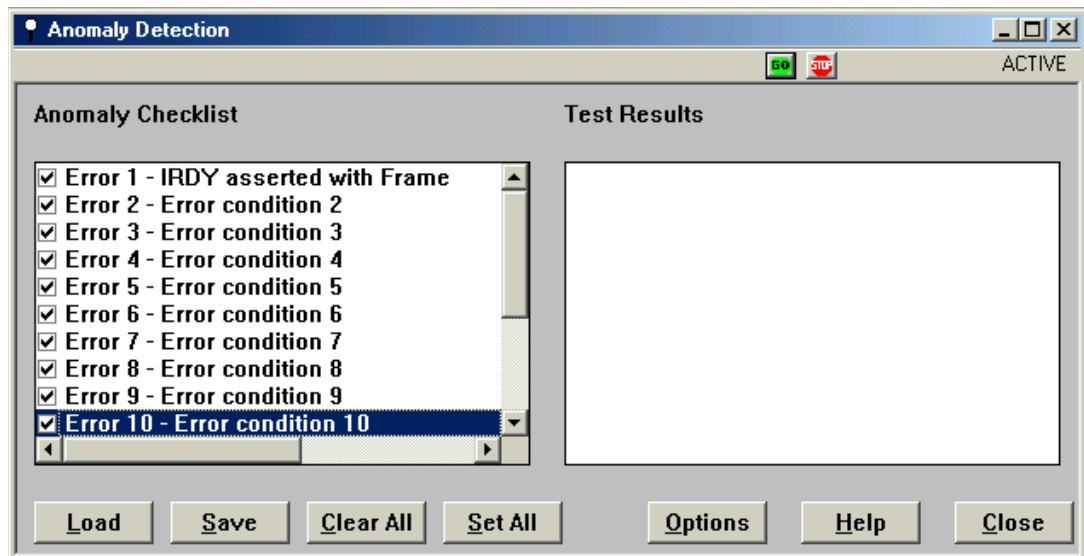 Anomaly Detection
GO STOP ACTIVE
Anomaly Checklist
Test Results
Error 1 - IRDY asserted with Frame
Error 2 - Error condition 2
Error 3 - Error condition 3
Error 4 - Error condition 4
Error 5 - Error condition 5
Error 6 - Error condition 6
Error 7 - Error condition 7
Error 8 - Error condition 8
Error 9 - Error condition 9
Error 10 - Error condition 10
Load Save Clear All Set All Options Help Close